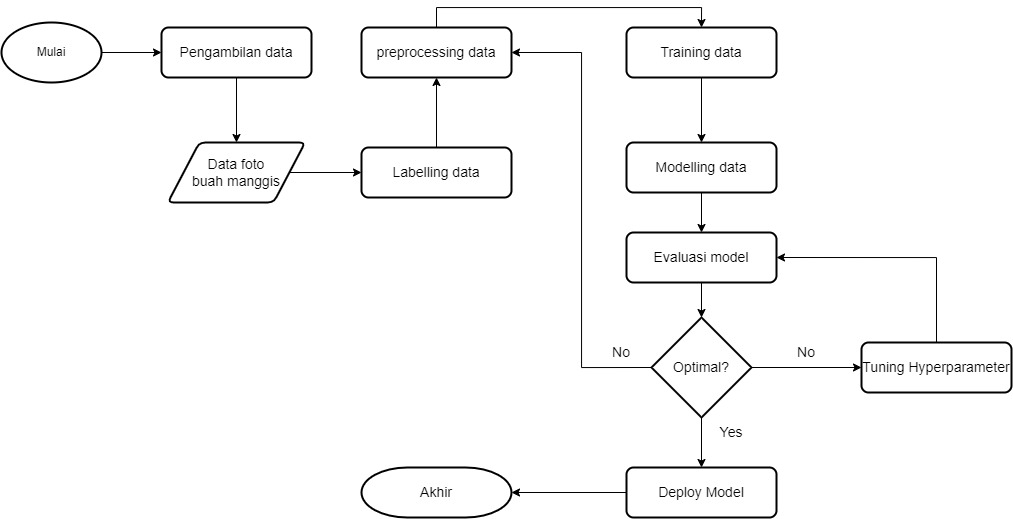 Mulai
Pengambilan data
Data foto
buah manggis
Labelling data
preprocessing data
Training data
Modelling data
Evaluasi model
Optimal?
No
No
Tuning Hyperparameter
Yes
Deploy Model
Akhir